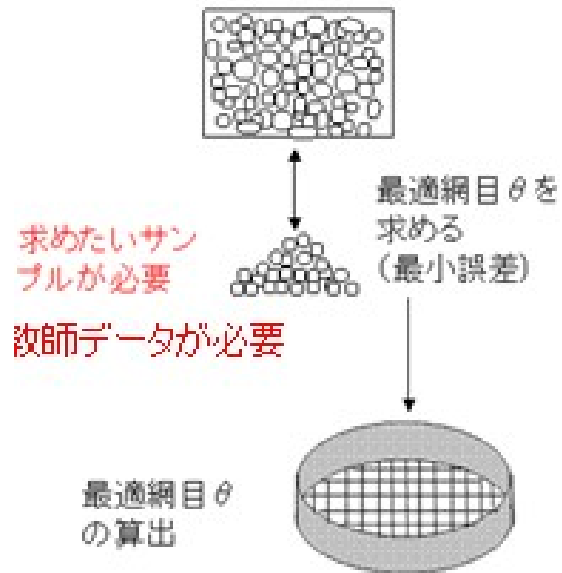 最適網目θを
求める
（最小誤差）
求めたいサン
プルが必要
教師データが必要
最適網目θ
の算出